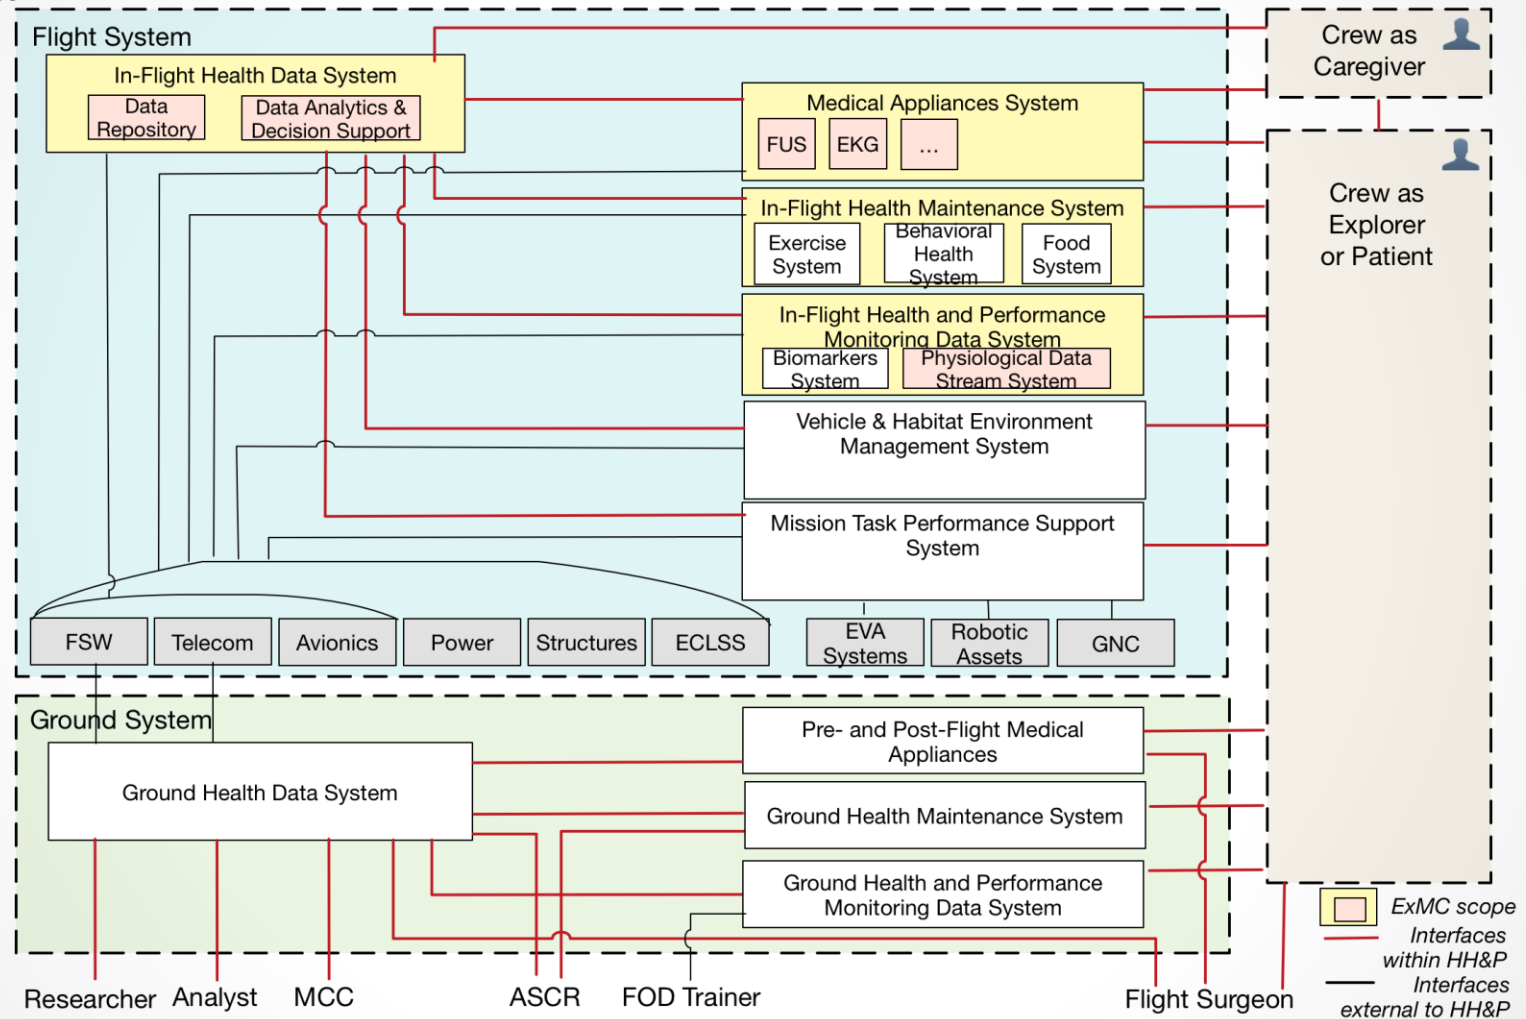 Flight System
In-Flight Health Data System
Data
Repository
Data Analytics &
Decision Support
Crew as
Caregiver
Medical Appliances System
FUS
EKG
...
Crew as
Explorer
or Patient
In-Flight Health Maintenance System
Exercise
System
Behavioral
Health
System
Food
System
In-Flight Health and Performance
Monitoring Data System
Biomarkers
System
Physiological Data
Stream System
Vehicle & Habitat Environment
Management System
Mission Task Performance Support
System
FSW
Telecom
Avionics
Power
Structures
ECLSS
EVA
Systems
Robotic
Assets
GNC
Ground System
Ground Health Data System
Pre- and Post-Flight Medical
Appliances
Ground Health Maintenance System
Ground Health and Performance
Monitoring Data System
Researcher
Analyst
MCC
ASCR
FOD Trainer
Flight Surgeon
ExMC scope
Interfaces
within HH&P
Interfaces
external to HH&P